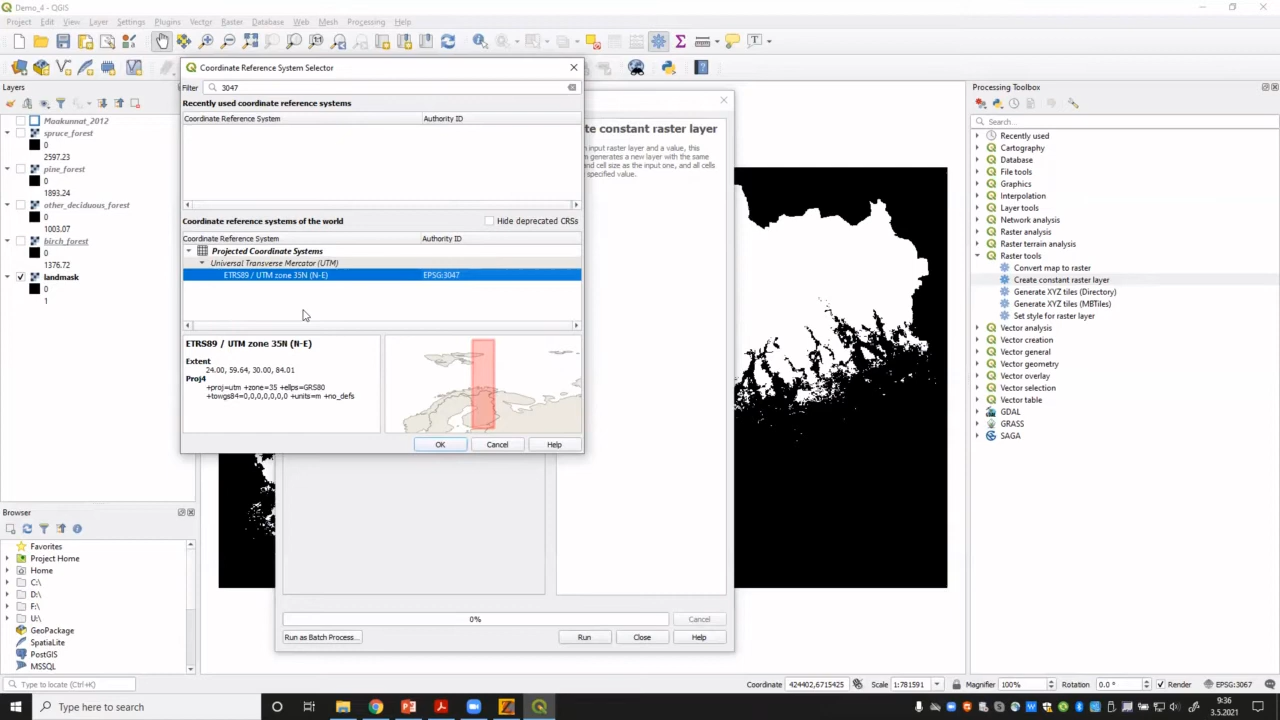 Demo_4 - QGIS
Project Edit View Layer Settings Plugins Vector Raster Database Web Mesh Processing Help
Coordinate Reference System Selector
Filter 3047
Recently used coordinate reference systems
Coordinate Reference System Authority ID
Coordinate reference systems of the world
Hide deprecated CRSs
Coordinate Reference System Authority ID
Projected Coordinate Systems
Universal Transverse Mercator (UTM)
ETRS89 / UTM zone 35N (N-E) EPSG:3047
ETRS89 / UTM zone 35N (N-E)
Extent
24.00, 59.64, 30.00, 84.01
Proj4
+proj=utm +zone=35 +ellps=GRS80
+towgs84=0,0,0,0,0,0,0 +units=m +no_defs
OK
Cancel
Help
te constant raster layer
input raster layer and a value, this
m generates a new layer with the same
and cell size as the input one, and all cells
specified value.
0%
Cancel
Run as Batch Process...
Run
Close
Help
Layers
Maakunnat_2012
spruce_forest
0
2597.23
pine_forest
0
1893.24
other_deciduous_forest
0
1003.07
birch_forest
0
1376.72
landmask
0
1
Browser
Favorites
Project Home
Home
C:\
D:\
F:\
U:\
GeoPackage
SpatiaLite
PostGIS
MSSQL
Processing Toolbox
Search...
Recently used
Cartography
Database
File tools
Graphics
Interpolation
Layer tools
Network analysis
Raster analysis
Raster terrain analysis
Raster tools
Convert map to raster
Create constant raster layer
Generate XYZ tiles (Directory)
Generate XYZ tiles (MBTiles)
Set style for raster layer
Vector analysis
Vector creation
Vector general
Vector geometry
Vector overlay
Vector selection
Vector table
GDAL
GRASS
SAGA
Type to locate (Ctrl+K)
Coordinate 424402,6715425
Scale 1:781591
Magnifier 100%
Rotation 0.0 °
Render
EPSG:3067
Type here to search
9:36
3.5.2021